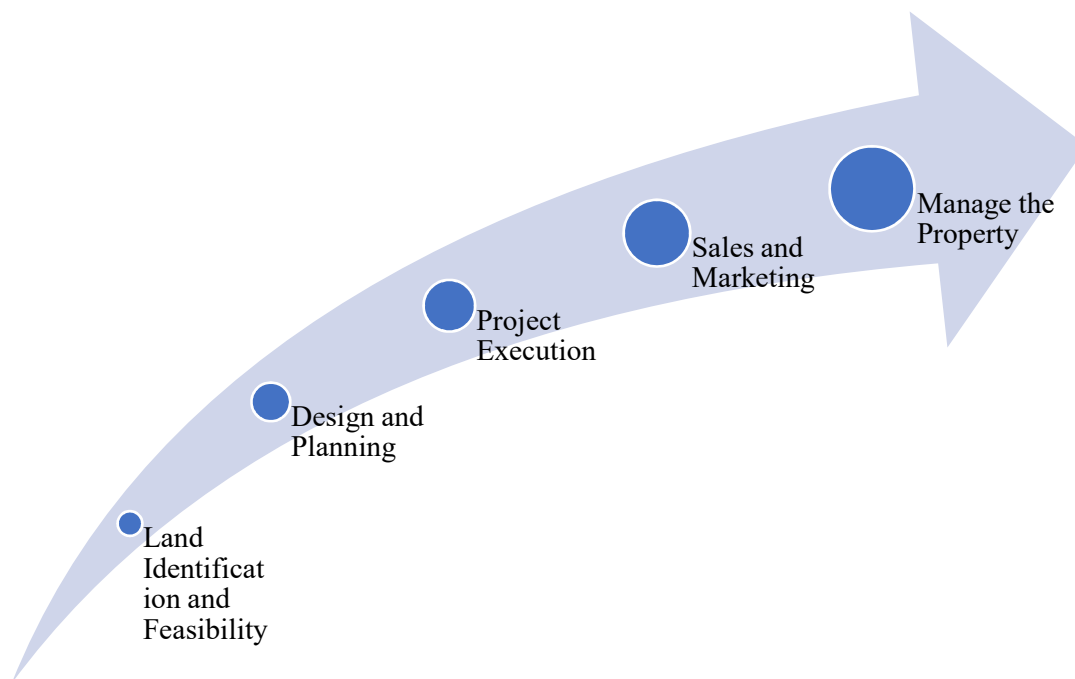 Land
Identificat
ion and
Feasibility
Design and
Planning
Project
Execution
Sales and
Marketing
Manage the
Property